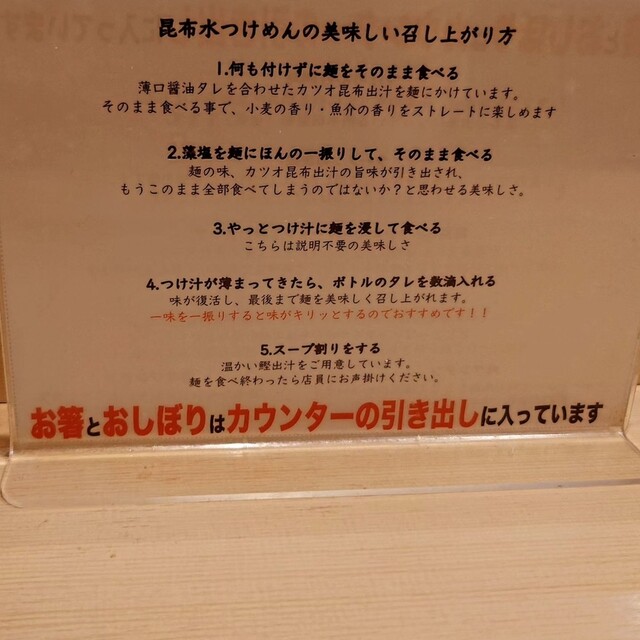 昆布水つけめんの美味しい召し上がり方
1.何も付けずに麺をそのまま食べる
薄口醤油タレを合わせたカツオ昆布出汁を麺にかけています。
そのまま食べる事で、小麦の香り・魚介の香りをストレートに楽しめます
2.藻塩を麺にほんの一振りして、そのまま食べる
麺の味、カツオ昆布出汁の旨味が引き出され、
もうこのまま全部食べてしまうのではないか？と思わせる美味しさ。
3.やっとつけ汁に麺を浸して食べる
こちらは説明不要の美味しさ
4.つけ汁が薄まってきたら、ボトルのタレを数滴入れる
味が復活し、最後まで麺を美味しく召し上がれます。
一味を一振りすると味がキリッとするのでおすすめです！！
5.スープ割りをする
温かい鰹出汁をご用意しています。
麺を食べ終わったら店員にお声掛けください。
お箸とおしぼりはカウンターの引き出しに入っています